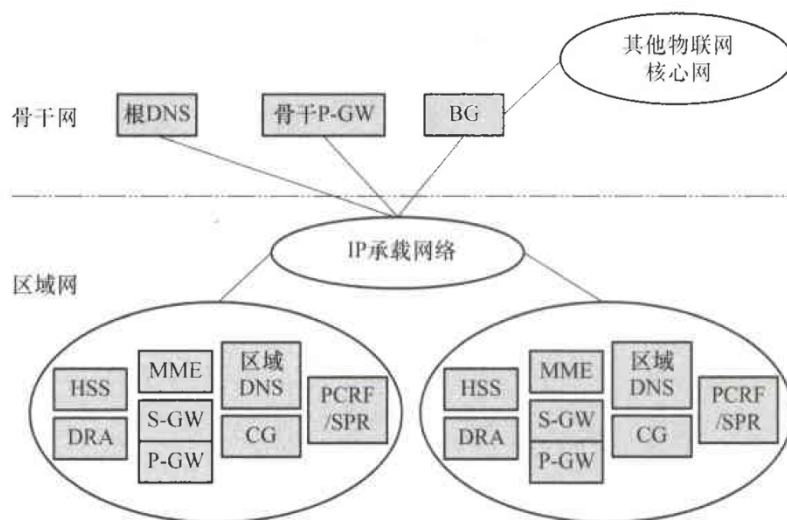 其他物联网
核心网
骨干网
根DNS
骨干P-GW
BG
IP承载网络
区域网
HSS
DRA
MME
S-GW
P-GW
区域
DNS
CG
PCRF
/SPR
HSS
DRA
MME
S-GW
P-GW
区域
DNS
CG
PCRF
/SPR